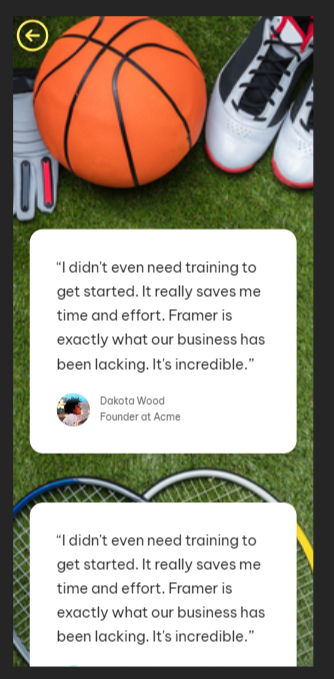 “I didn't even need training to
get started. It really saves me
time and effort. Framer is
exactly what our business has
been lacking. It's incredible.”
Dakota Wood
Founder at Acme
“I didn't even need training to
get started. It really saves me
time and effort. Framer is
exactly what our business has
been lacking. It's incredible.”